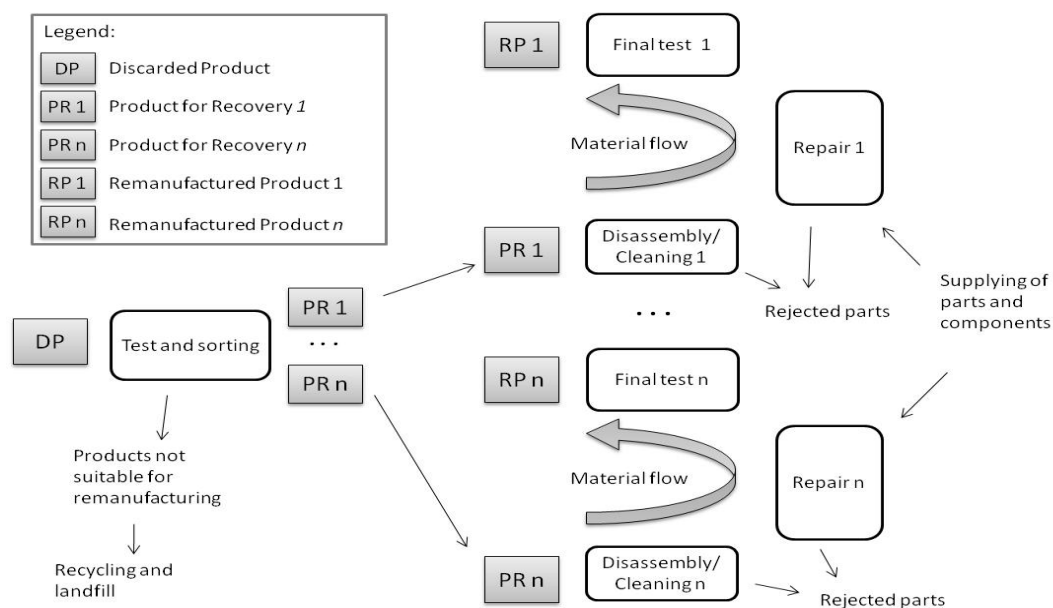 Legend:
DP Discarded Product
PR 1 Product for Recovery 1
PR n Product for Recovery n
RP 1 Remanufactured Product 1
RP n Remanufactured Product n
RP 1
Final test 1
Material flow
Repair 1
PR 1
Disassembly/
Cleaning 1
Rejected parts
Supplying of
parts and
components
...
DP
Test and sorting
PR 1
...
PR n
Products not
suitable for
remanufacturing
Recycling and
landfill
RP n
Final test n
Material flow
Repair n
PR n
Disassembly/
Cleaning n
Rejected parts